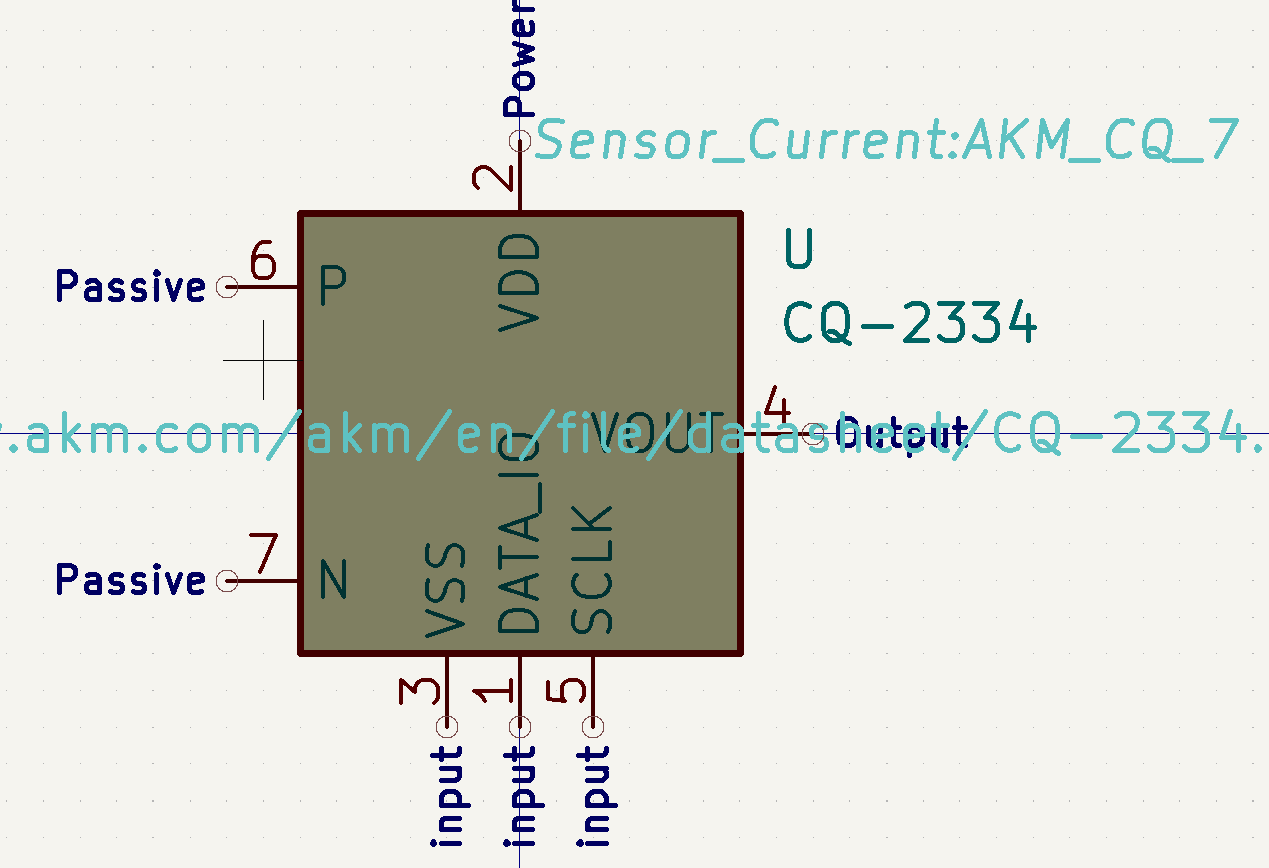 Power
Sensor_Current:AKM_CQ_7
2
U
6
VDD
Passive
P
CQ-2334
4
VOUT
Output
.akm.com/akm/en/file/datasheet/CQ-2334.
7
Passive
N
VSS
DATA_IO
SCLK
3
1
5
input
input
input